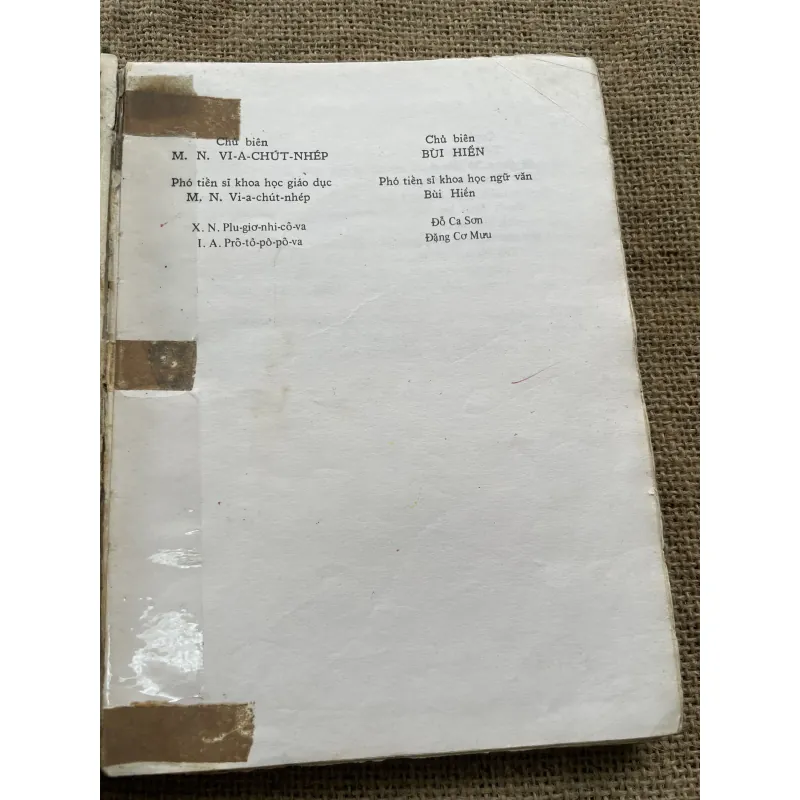 Chủ biên
M. N. VI-A-CHÚT-NHÉP
Phó tiến sĩ khoa học giáo dục
M. N. Vi-a-chút-nhép
X. N. Plu-giơ-nhi-cô-va
I. A. Prô-tô-pô-pô-va
Chủ biên
BÙI HIỀN
Phó tiến sĩ khoa học ngữ văn
Bùi Hiền
Đỗ Ca Sơn
Đặng Cơ Mưu